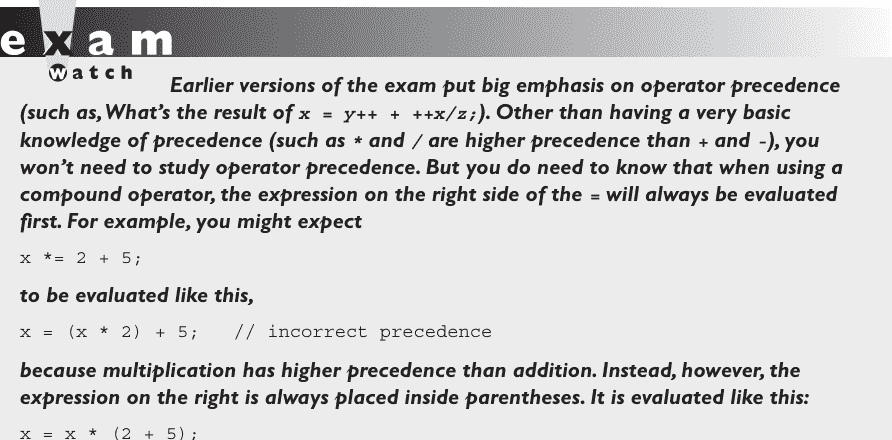 exam
watch
Earlier versions of the exam put big emphasis on operator precedence
(such as, What's the result of x = y++ + ++x/z;). Other than having a very basic
knowledge of precedence (such as * and / are higher precedence than + and -), you
won't need to study operator precedence. But you do need to know that when using a
compound operator, the expression on the right side of the = will always be evaluated
first. For example, you might expect
x *= 2 + 5;
to be evaluated like this,
x = (x * 2) + 5;   // incorrect precedence
because multiplication has higher precedence than addition. Instead, however, the
expression on the right is always placed inside parentheses. It is evaluated like this:
x = x * (2 + 5);